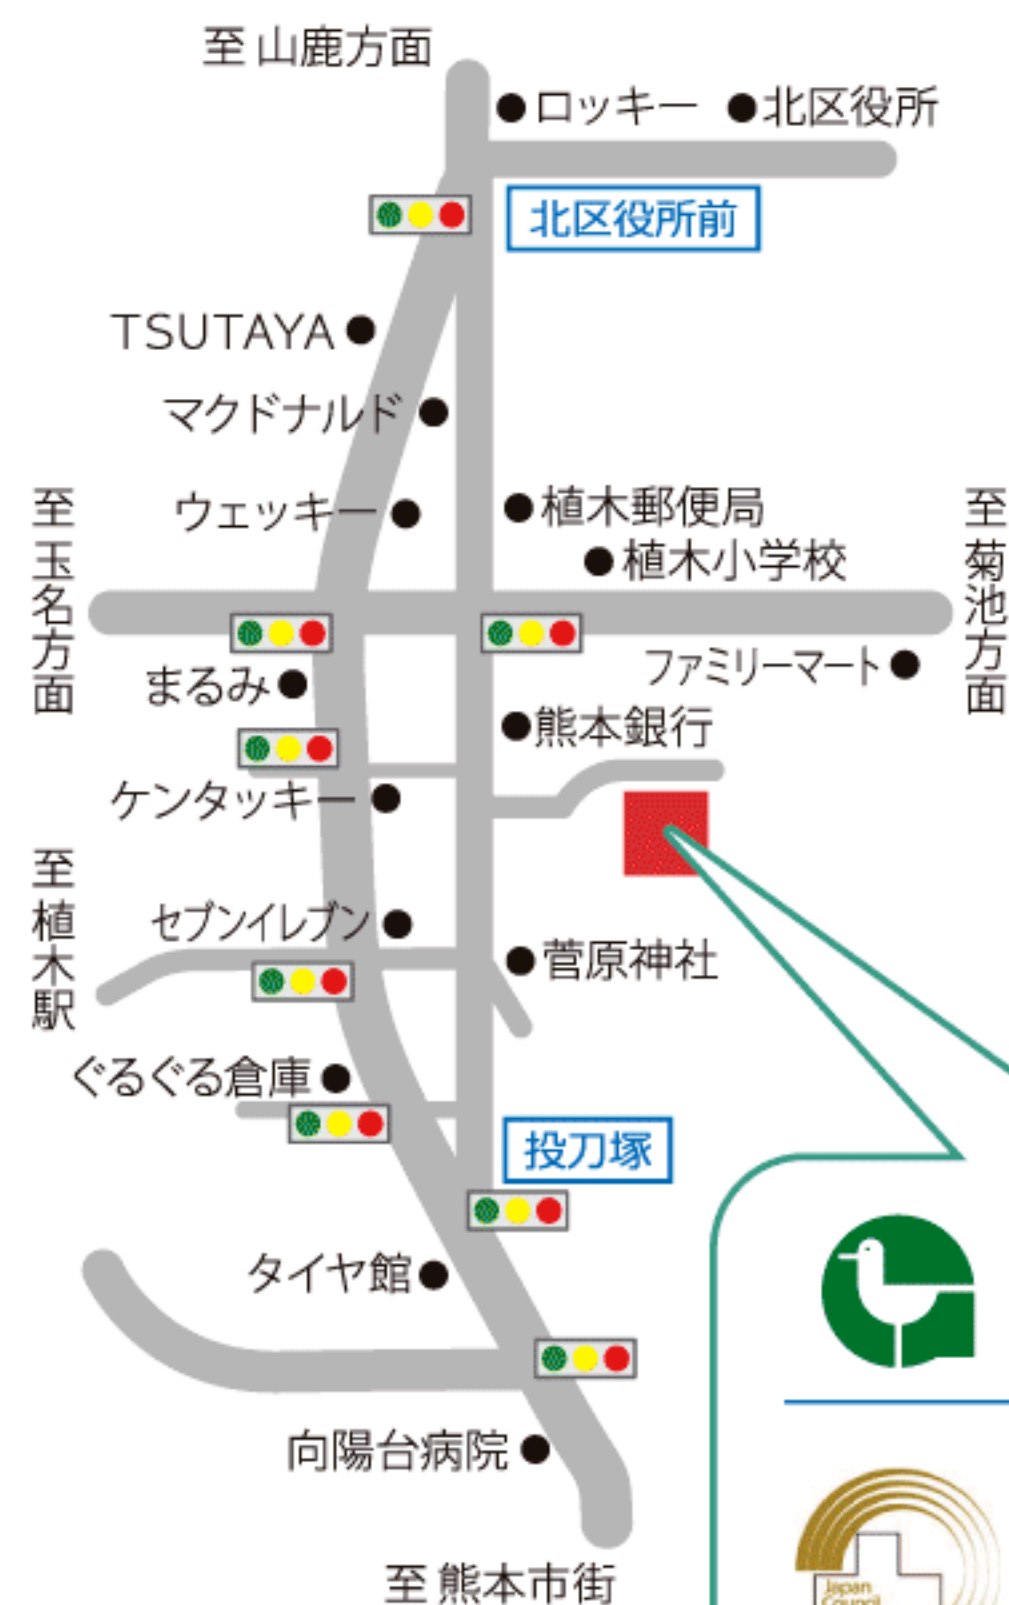 至 山鹿方面
ロッキー
北区役所
北区役所前
TSUTAYA
マクドナルド
ウェッキー
植木郵便局
植木小学校
至 玉名方面
至 菊池方面
ファミリーマート
まるみ
熊本銀行
ケンタッキー
至 植木駅
セブンイレブン
菅原神社
ぐるぐる倉庫
投刀塚
タイヤ館
向陽台病院
至 熊本市街
Japan
Council